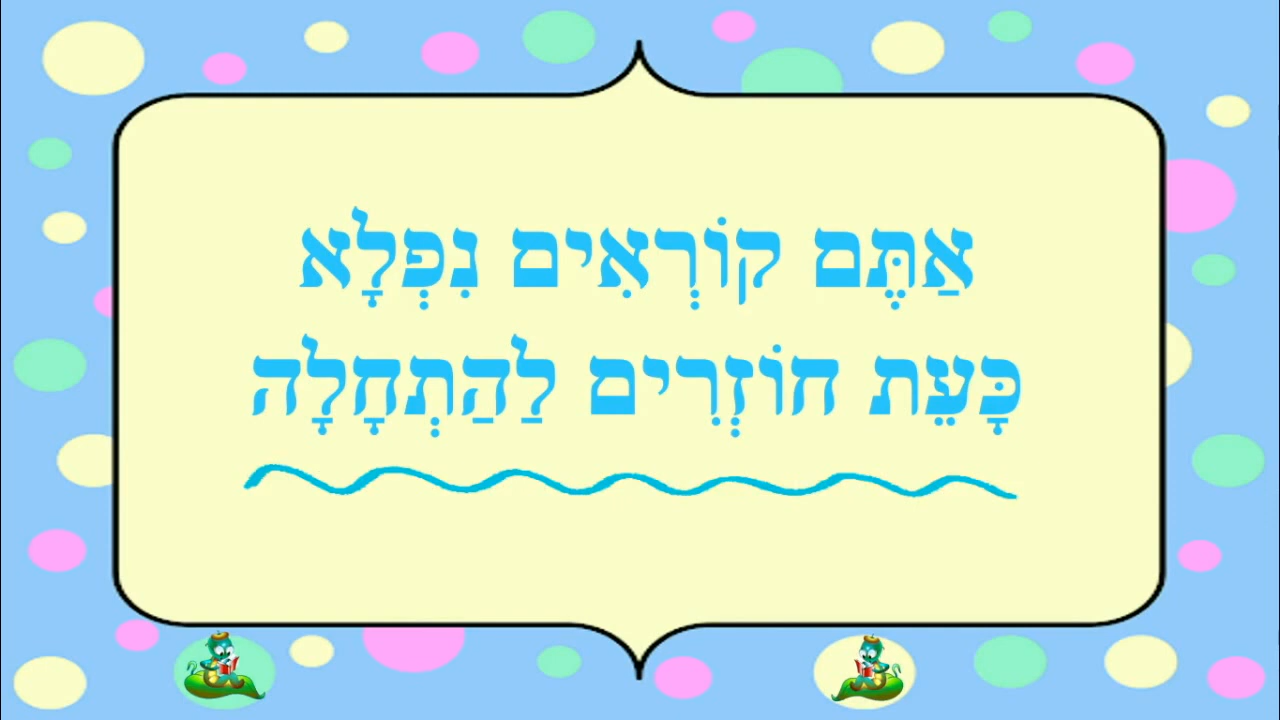 אַתֶּם קוֹרְאִים נִפְלָא
כָּעֵת חוֹזְרִים לַהַתְחָלָה